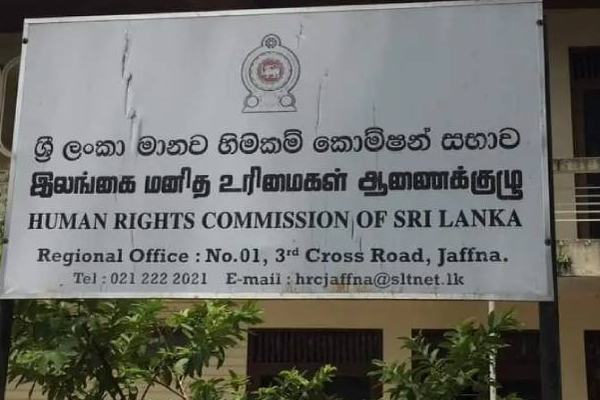 ශ්‍රී ලංකා මානව හිමිකම් කොමිෂන් සභාව
இலங்கை மனித உரிமைகள் ஆணைக்குழு
HUMAN RIGHTS COMMISSION OF SRI LANKA
Regional Office : No.01, 3rd Cross Road, Jaffna.
Tel : 021 222 2021 E-mail : hrcjaffna@sltnet.lk